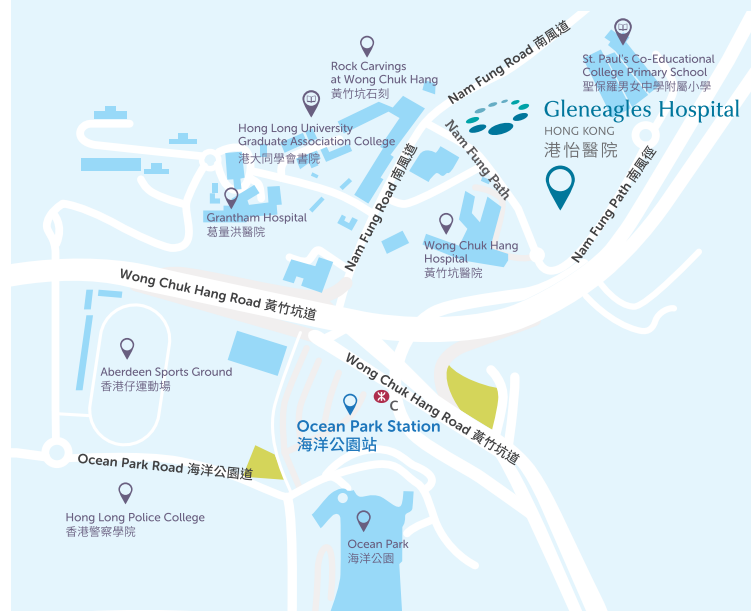 Nam Fung Road 南風道
Rock Carvings
at Wong Chuk Hang
黃竹坑石刻
St. Paul's Co-Educational
College Primary School
聖保羅男女中學附屬小學
Hong Long University
Graduate Association College
港大同學會書院
Gleneagles Hospital
HONG KONG
港怡醫院
Nam Fung Path
Nam Fung Road 南風道
Nam Fung Path 南風徑
Grantham Hospital
葛量洪醫院
Wong Chuk Hang
Hospital
黃竹坑醫院
Wong Chuk Hang Road 黃竹坑道
Aberdeen Sports Ground
香港仔運動場
Wong Chuk Hang Road 黃竹坑道
C
Ocean Park Station
海洋公園站
Ocean Park Road 海洋公園道
Hong Long Police College
香港警察學院
Ocean Park
海洋公園